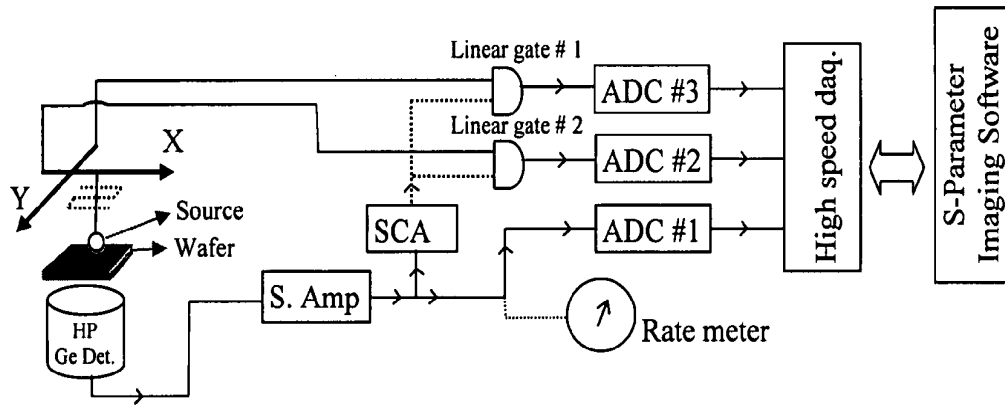 Linear gate # 1
ADC #3
Linear gate # 2
ADC #2
X
Y
Source
Wafer
SCA
ADC #1
S. Amp
HP
Ge Det.
Rate meter
High speed daq.
S-Parameter
Imaging Software